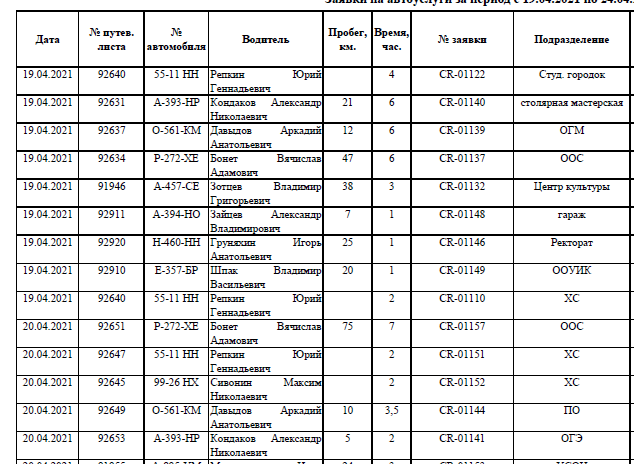 Заявки на автоуслуги за период с 19.04.2021 по 24.04.
Дата № путев. листа № автомобиля Водитель Пробег, км. Время, час. № заявки Подразделение
19.04.2021 92640 55-11 НН Репкин Юрий Геннадьевич 4 CR-01122 Студ. городок
19.04.2021 92631 А-393-НР Кондаков Александр Николаевич 21 6 CR-01140 столярная мастерская
19.04.2021 92637 О-561-КМ Давыдов Аркадий Анатольевич 12 6 CR-01139 ОГМ
19.04.2021 92634 Р-272-ХЕ Бонет Вячислав Адамович 47 6 CR-01137 ООС
19.04.2021 91946 А-457-СЕ Зотцев Владимир Григорьевич 38 3 CR-01132 Центр культуры
19.04.2021 92911 А-394-НО Зайцев Александр Владимирович 7 1 CR-01148 гараж
19.04.2021 92920 Н-460-НН Груняхин Игорь Анатольевич 25 1 CR-01146 Ректорат
19.04.2021 92910 Е-357-БР Шпак Владимир Васильевич 20 1 CR-01149 ООУИК
19.04.2021 92640 55-11 НН Репкин Юрий Геннадьевич 2 CR-01110 ХС
20.04.2021 92651 Р-272-ХЕ Бонет Вячислав Адамович 75 7 CR-01157 ООС
20.04.2021 92647 55-11 НН Репкин Юрий Геннадьевич 2 CR-01151 ХС
20.04.2021 92645 99-26 НХ Сивонин Максим Николаевич 2 CR-01152 ХС
20.04.2021 92649 О-561-КМ Давыдов Аркадий Анатольевич 10 3,5 CR-01144 ПО
20.04.2021 92653 А-393-НР Кондаков Александр Николаевич 5 2 CR-01141 ОГЭ